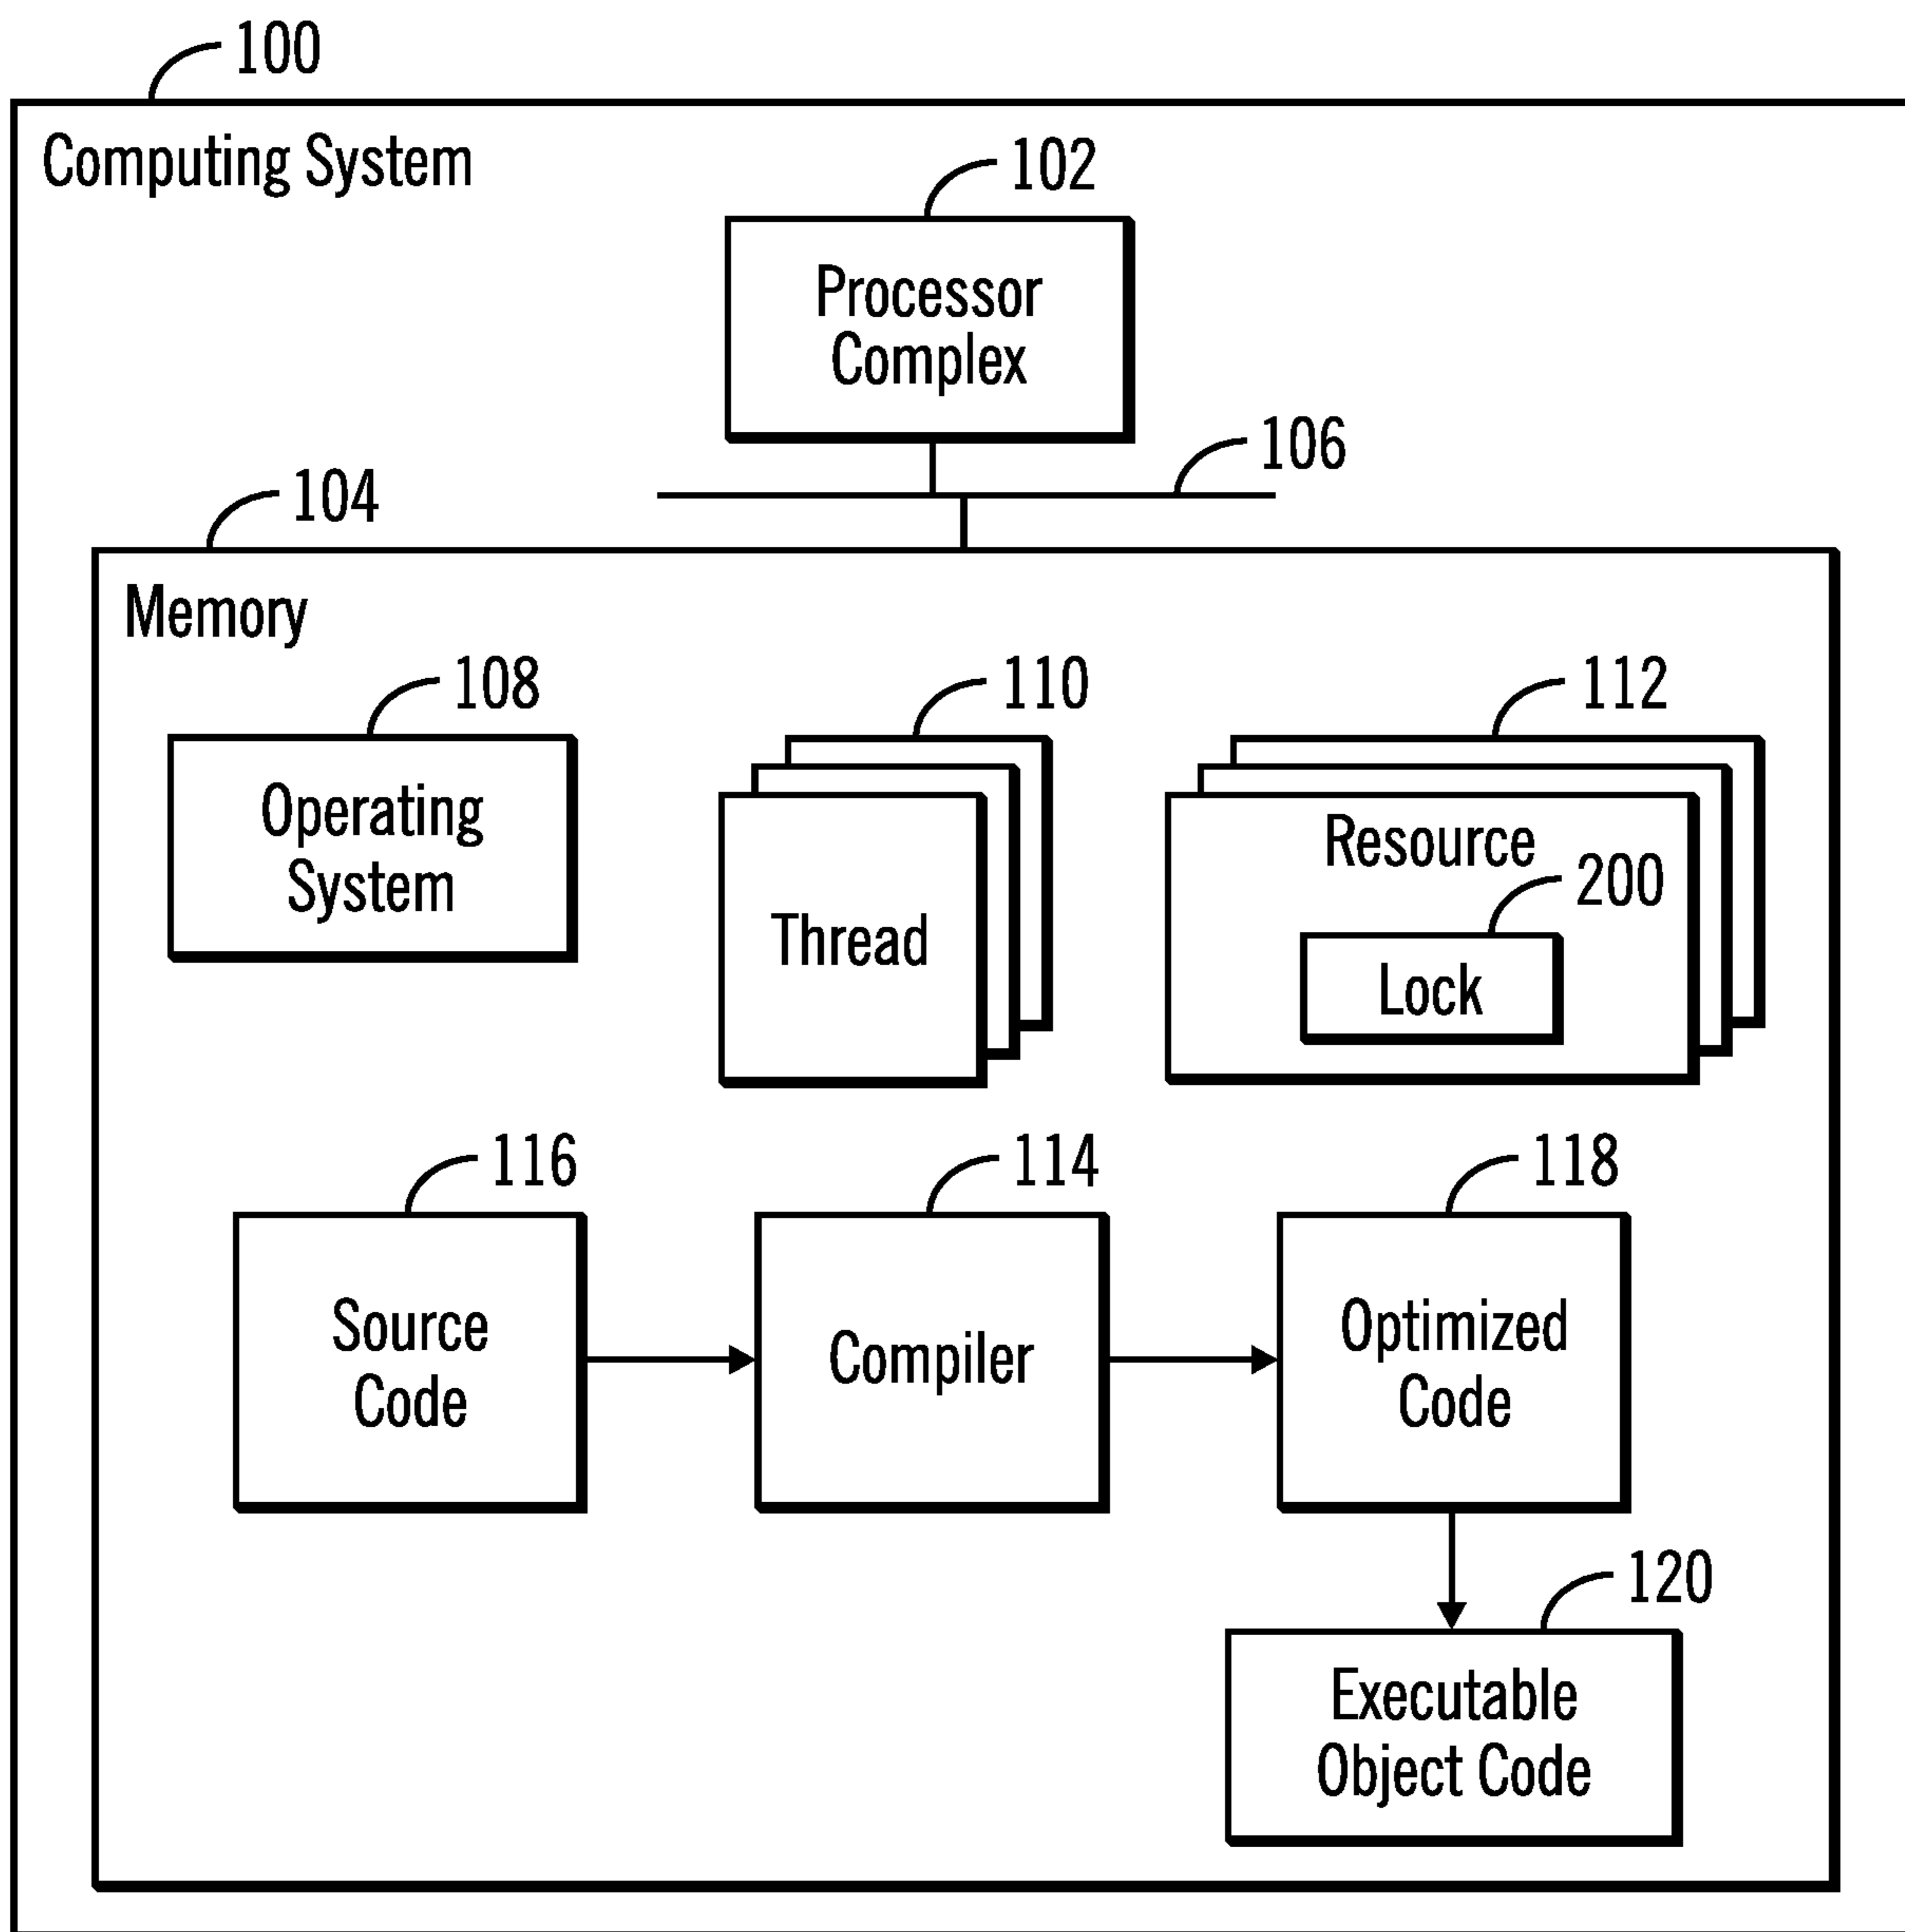 100
Computing System
102
Processor
Complex
106
104
Memory
108
110
112
Operating
System
Thread
Resource
200
Lock
116
114
118
Source
Code
Compiler
Optimized
Code
120
Executable
Object Code